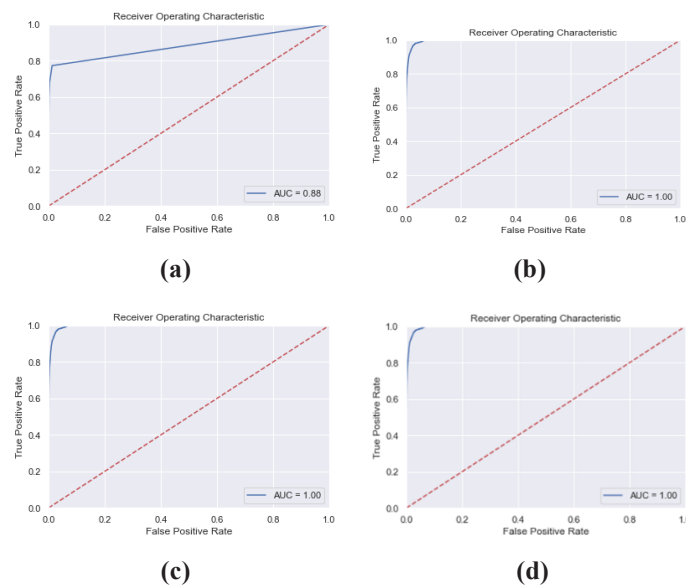 Receiver Operating Characteristic
1.0
0.8
0.6
0.4
0.2
0.0
True Positive Rate
AUC = 0.88
0.0 0.2 0.4 0.6 0.8 1.0
False Positive Rate
(a)
Receiver Operating Characteristic
1.0
0.8
0.6
0.4
0.2
0.0
True Positive Rate
AUC = 1.00
0.0 0.2 0.4 0.6 0.8 1.0
False Positive Rate
(b)
Receiver Operating Characteristic
1.0
0.8
0.6
0.4
0.2
0.0
True Positive Rate
AUC = 1.00
0.0 0.2 0.4 0.6 0.8 1.0
False Positive Rate
(c)
Receiver Operating Characteristic
1.0
0.8
0.6
0.4
0.2
0.0
True Positive Rate
AUC = 1.00
0.0 0.2 0.4 0.6 0.8 1.0
False Positive Rate
(d)